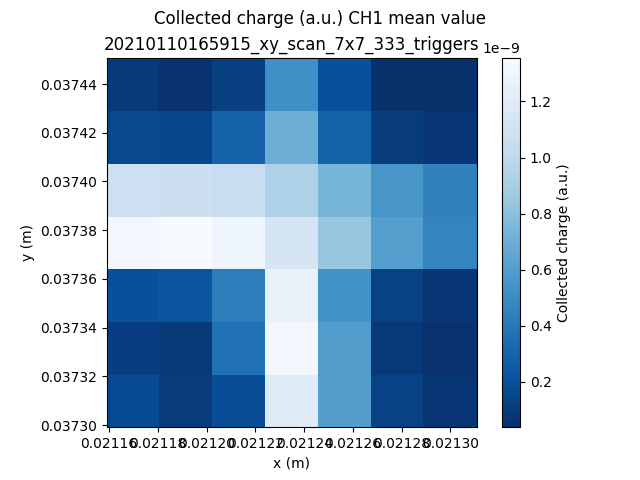 Collected charge (a.u.) CH1 mean value
20210110165915_xy_scan_7x7_333_triggers
1e−9
0.03744
0.03742
0.03740
0.03738
0.03736
0.03734
0.03732
0.03730
y (m)
0.02116 0.02118 0.02120 0.02122 0.02124 0.02126 0.02128 0.02130
x (m)
1.2
1.0
0.8
0.6
0.4
0.2
Collected charge (a.u.)